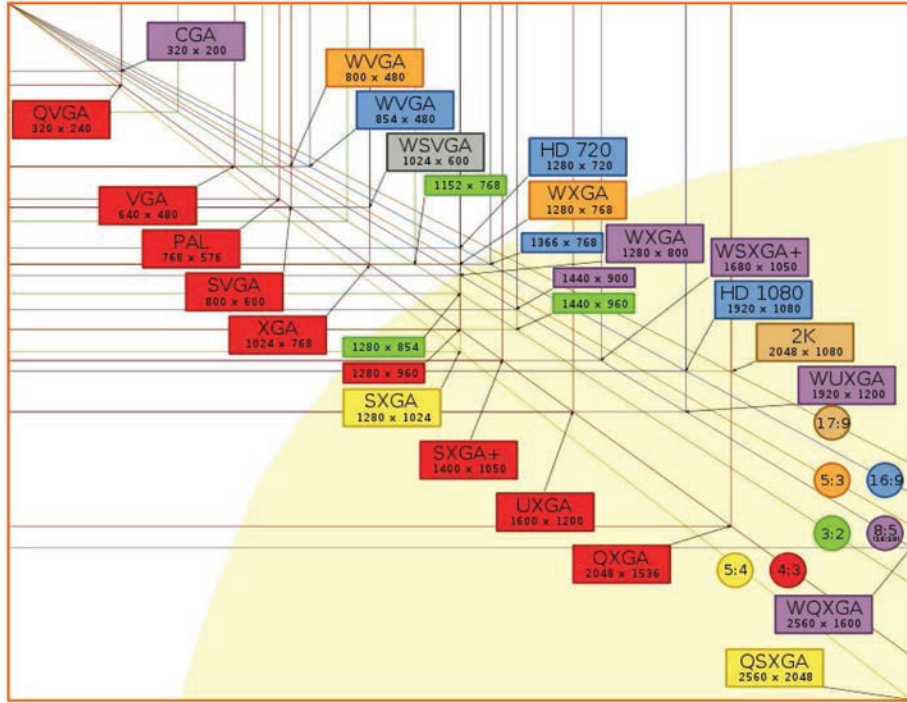 CGA
320 × 200
QVGA
320 × 240
WVGA
800 × 480
WVGA
854 × 480
WSVGA
1024 × 600
HD 720
1280 × 720
1152 × 768
WXGA
1280 × 768
VGA
640 × 480
PAL
768 × 576
1366 × 768
WXGA
1280 × 800
WSXGA+
1680 × 1050
SVGA
800 × 600
1440 × 900
HD 1080
1920 × 1080
1440 × 960
XGA
1024 × 768
2K
2048 × 1080
1280 × 854
1280 × 960
WUXGA
1920 × 1200
SXGA
1280 × 1024
17:9
SXGA+
1400 × 1050
5:3
16:9
UXGA
1600 × 1200
3:2
8:5
(16:10)
QXGA
2048 × 1536
5:4
4:3
WQXGA
2560 × 1600
QSXGA
2560 × 2048